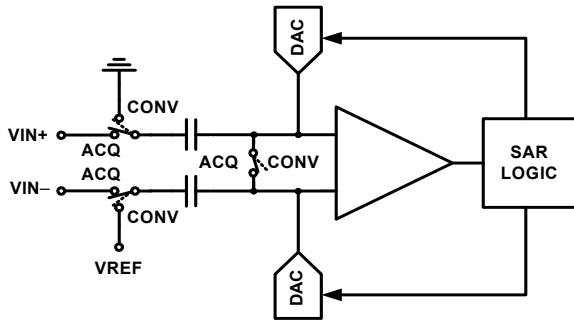 DAC
CONV
VIN+
ACQ
ACQ
CONV
SAR
LOGIC
ACQ
VIN−
CONV
VREF
DAC